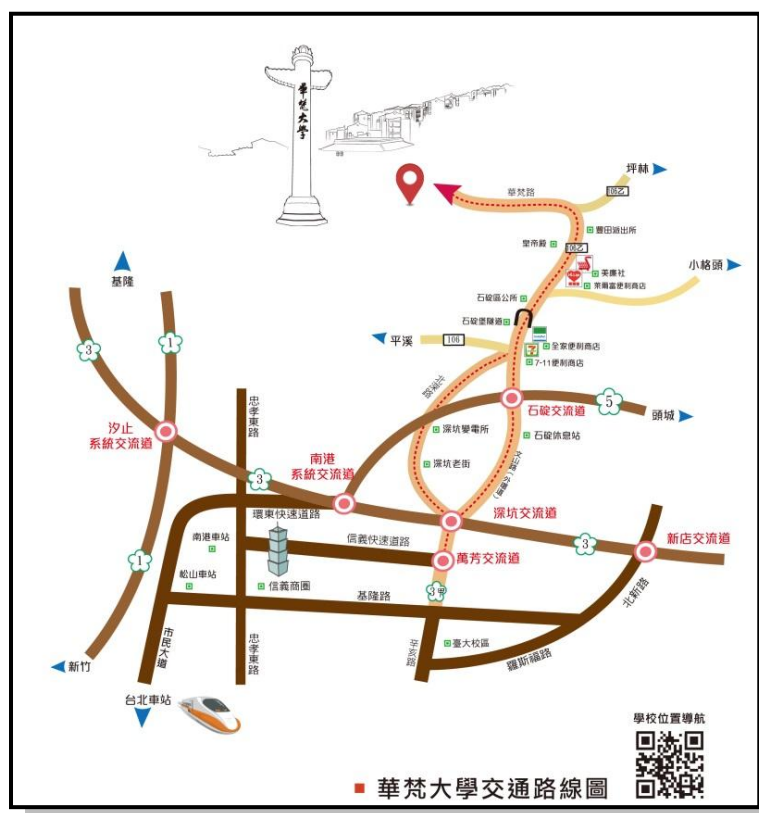 華梵大學
坪林
106乙
華梵路
豐田派出所
皇帝殿
106乙
小格頭
美廉社
萊爾富便利商店
基隆
石碇區公所
石碇堡隧道
平溪
106
全家便利商店
7-11便利商店
3
1
北深路
5
忠孝東路
石碇交流道
頭城
汐止
系統交流道
深坑變電所
石碇休息站
南港
系統交流道
深坑老街
文山路(外環道)
3
環東快速道路
深坑交流道
南港車站
信義快速道路
3
新店交流道
萬芳交流道
1
松山車站
信義商圈
3甲
基隆路
北新路
市民大道
忠孝東路
辛亥路
臺大校區
羅斯福路
新竹
台北車站
學校位置導航
華梵大學交通路線圖